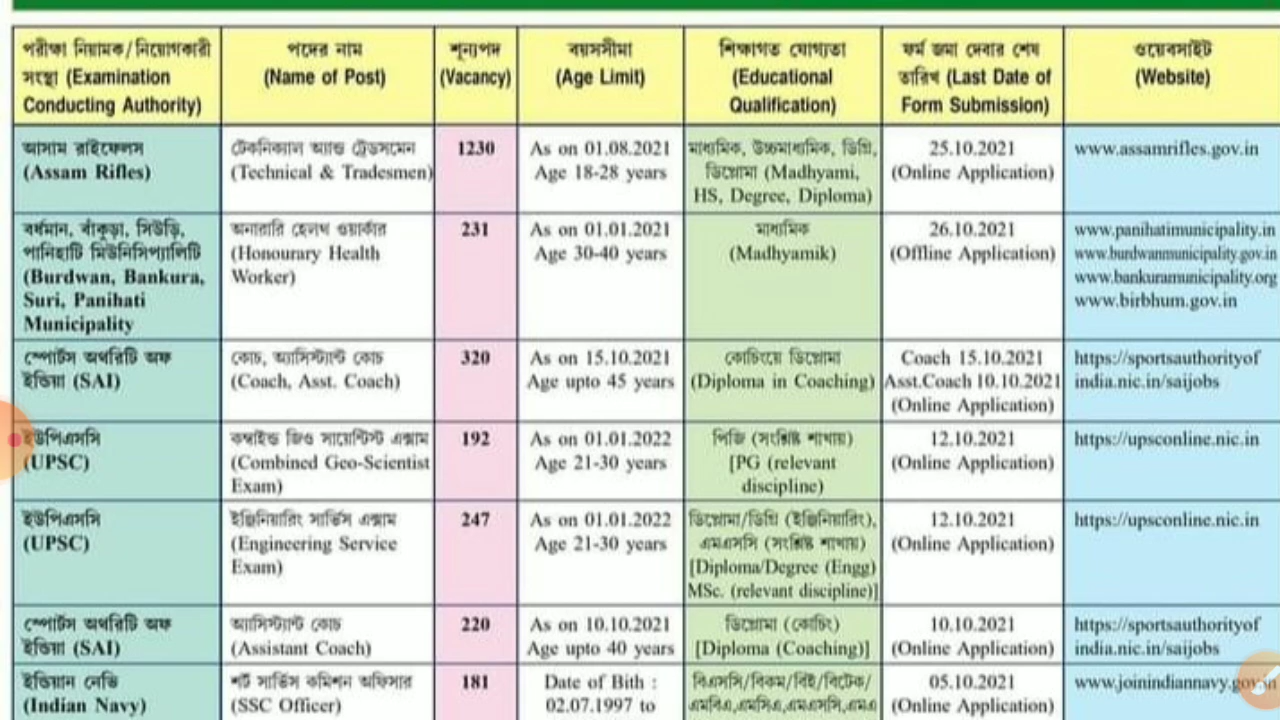 পরীক্ষা নিয়ামক/নিয়োগকারী
সংস্থা (Examination
Conducting Authority)
পদের নাম
(Name of Post)
শূন্যপদ
(Vacancy)
বয়সসীমা
(Age Limit)
শিক্ষাগত যোগ্যতা
(Educational
Qualification)
ফর্ম জমা দেবার শেষ
তারিখ (Last Date of
Form Submission)
ওয়েবসাইট
(Website)
আসাম রাইফেলস
(Assam Rifles)
টেকনিক্যাল অ্যান্ড ট্রেডসমেন
(Technical & Tradesmen)
1230
As on 01.08.2021
Age 18-28 years
মাধ্যমিক, উচ্চমাধ্যমিক, ডিগ্রি,
ডিপ্লোমা (Madhyami,
HS, Degree, Diploma)
25.10.2021
(Online Application)
www.assamrifles.gov.in
বর্ধমান, বাঁকুড়া, সিউড়ি,
পানিহাটি মিউনিসিপ্যালিটি
(Burdwan, Bankura,
Suri, Panihati
Municipality
অনারারি হেলথ ওয়ার্কার
(Honourary Health
Worker)
231
As on 01.01.2021
Age 30-40 years
মাধ্যমিক
(Madhyamik)
26.10.2021
(Offline Application)
www.panihatimunicipality.in
www.burdwanmunicipality.gov.in
www.bankuramunicipality.org
www.birbhum.gov.in
স্পোর্টস অথরিটি অফ
ইন্ডিয়া (SAI)
কোচ, অ্যাসিস্ট্যান্ট কোচ
(Coach, Asst. Coach)
320
As on 15.10.2021
Age upto 45 years
কোচিংয়ে ডিপ্লোমা
(Diploma in Coaching)
Coach 15.10.2021
Asst.Coach 10.10.2021
(Online Application)
https://sportsauthorityof
india.nic.in/saijobs
ইউপিএসসি
(UPSC)
কম্বাইন্ড জিও সায়েন্টিস্ট এক্সাম
(Combined Geo-Scientist
Exam)
192
As on 01.01.2022
Age 21-30 years
পিজি (সংশ্লিষ্ট শাখায়)
[PG (relevant
discipline)
12.10.2021
(Online Application)
https://upsconline.nic.in
ইউপিএসসি
(UPSC)
ইঞ্জিনিয়ারিং সার্ভিস এক্সাম
(Engineering Service
Exam)
247
As on 01.01.2022
Age 21-30 years
ডিপ্লোমা/ডিগ্রি (ইঞ্জিনিয়ারিং),
এমএসসি (সংশ্লিষ্ট শাখায়)
[Diploma/Degree (Engg)
MSc. (relevant discipline)]
12.10.2021
(Online Application)
https://upsconline.nic.in
স্পোর্টস অথরিটি অফ
ইন্ডিয়া (SAI)
অ্যাসিস্ট্যান্ট কোচ
(Assistant Coach)
220
As on 10.10.2021
Age upto 40 years
ডিপ্লোমা (কোচিং)
[Diploma (Coaching)]
10.10.2021
(Online Application)
https://sportsauthorityof
india.nic.in/saijobs
ইন্ডিয়ান নেভি
(Indian Navy)
শর্ট সার্ভিস কমিশন অফিসার
(SSC Officer)
181
Date of Bith :
02.07.1997 to
বিএসসি/বিকম/বিই/বিটেক/
এমবিএ,এমসিএ,এমএসসি,এমএ
05.10.2021
(Online Application)
www.joinindiannavy.gov.in